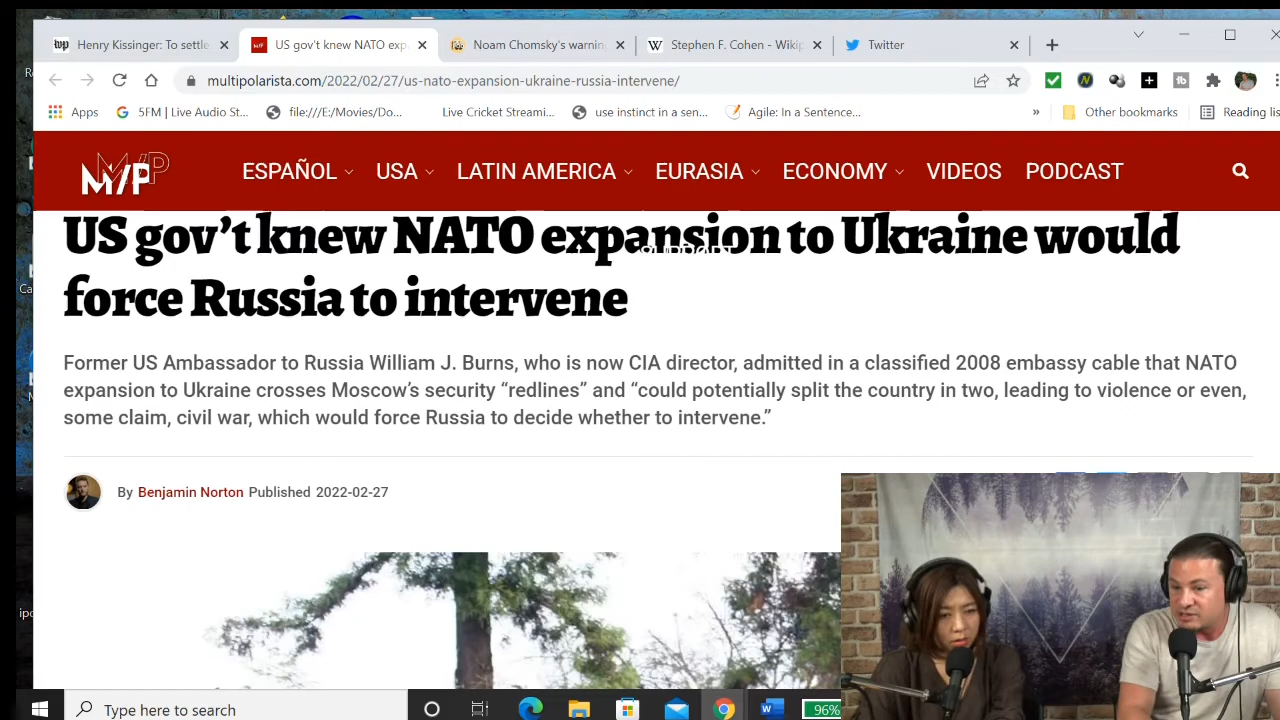 Henry Kissinger: To settle
US gov't knew NATO exp
Noam Chomsky's warnin
Stephen F. Cohen - Wikip
Twitter
multipolarista.com/2022/02/27/us-nato-expansion-ukraine-russia-intervene/
Apps
5FM | Live Audio St...
file:///E:/Movies/Do...
Live Cricket Streami...
use instinct in a sen...
Agile: In a Sentence...
»
Other bookmarks
Reading lis
M/P
ESPAÑOL
USA
LATIN AMERICA
EURASIA
ECONOMY
VIDEOS
PODCAST
SUPPORT
US gov't knew NATO expansion to Ukraine would
force Russia to intervene
Former US Ambassador to Russia William J. Burns, who is now CIA director, admitted in a classified 2008 embassy cable that NATO
expansion to Ukraine crosses Moscow's security “redlines” and “could potentially split the country in two, leading to violence or even,
some claim, civil war, which would force Russia to decide whether to intervene.”
By Benjamin Norton Published 2022-02-27
Type here to search
96%